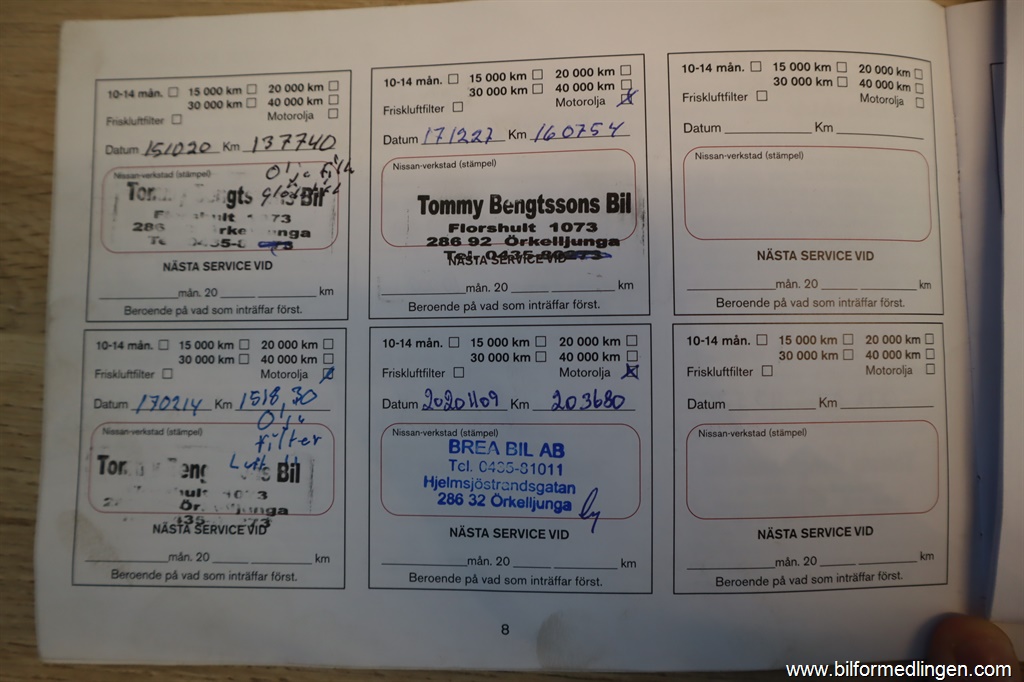 10-14 mån. 15 000 km 20 000 km
30 000 km 40 000 km
Friskluftfilter Motorolja
Datum 151020 Km 137740
Nissan-verkstad (stämpel)
Olja
Bil
1073
286
NÄSTA SERVICE VID
mån. 20 km
Beroende på vad som inträffar först.
10-14 mån. 15 000 km 20 000 km
30 000 km 40 000 km
Friskluftfilter Motorolja
Datum 171227 Km 160754
Nissan-verkstad (stämpel)
Tommy Bengtssons Bil
Florshult 1073
286 92 Örkelljunga
Tel. 0435-
NÄSTA SERVICE VID
mån. 20 km
Beroende på vad som inträffar först.
10-14 mån. 15 000 km 20 000 km
30 000 km 40 000 km
Friskluftfilter Motorolja
Datum Km
Nissan-verkstad (stämpel)
NÄSTA SERVICE VID
mån. 20 km
Beroende på vad som inträffar först.
10-14 mån. 15 000 km 20 000 km
30 000 km 40 000 km
Friskluftfilter Motorolja
Datum 170214 Km 1518,30
Olja
filter
Nissan-verkstad (stämpel)
Bil
NÄSTA SERVICE VID
mån. 20 km
Beroende på vad som inträffar först.
10-14 mån. 15 000 km 20 000 km
30 000 km 40 000 km
Friskluftfilter Motorolja
Datum 20201109 Km 203680
Nissan-verkstad (stämpel)
BREA BIL AB
Tel. 0435-81011
Hjelmsjöstrandsgatan
286 32 Örkelljunga
NÄSTA SERVICE VID
mån. 20 km
Beroende på vad som inträffar först.
10-14 mån. 15 000 km 20 000 km
30 000 km 40 000 km
Friskluftfilter Motorolja
Datum Km
Nissan-verkstad (stämpel)
NÄSTA SERVICE VID
mån. 20 km
Beroende på vad som inträffar först.
8
www.bilformedlingen.com